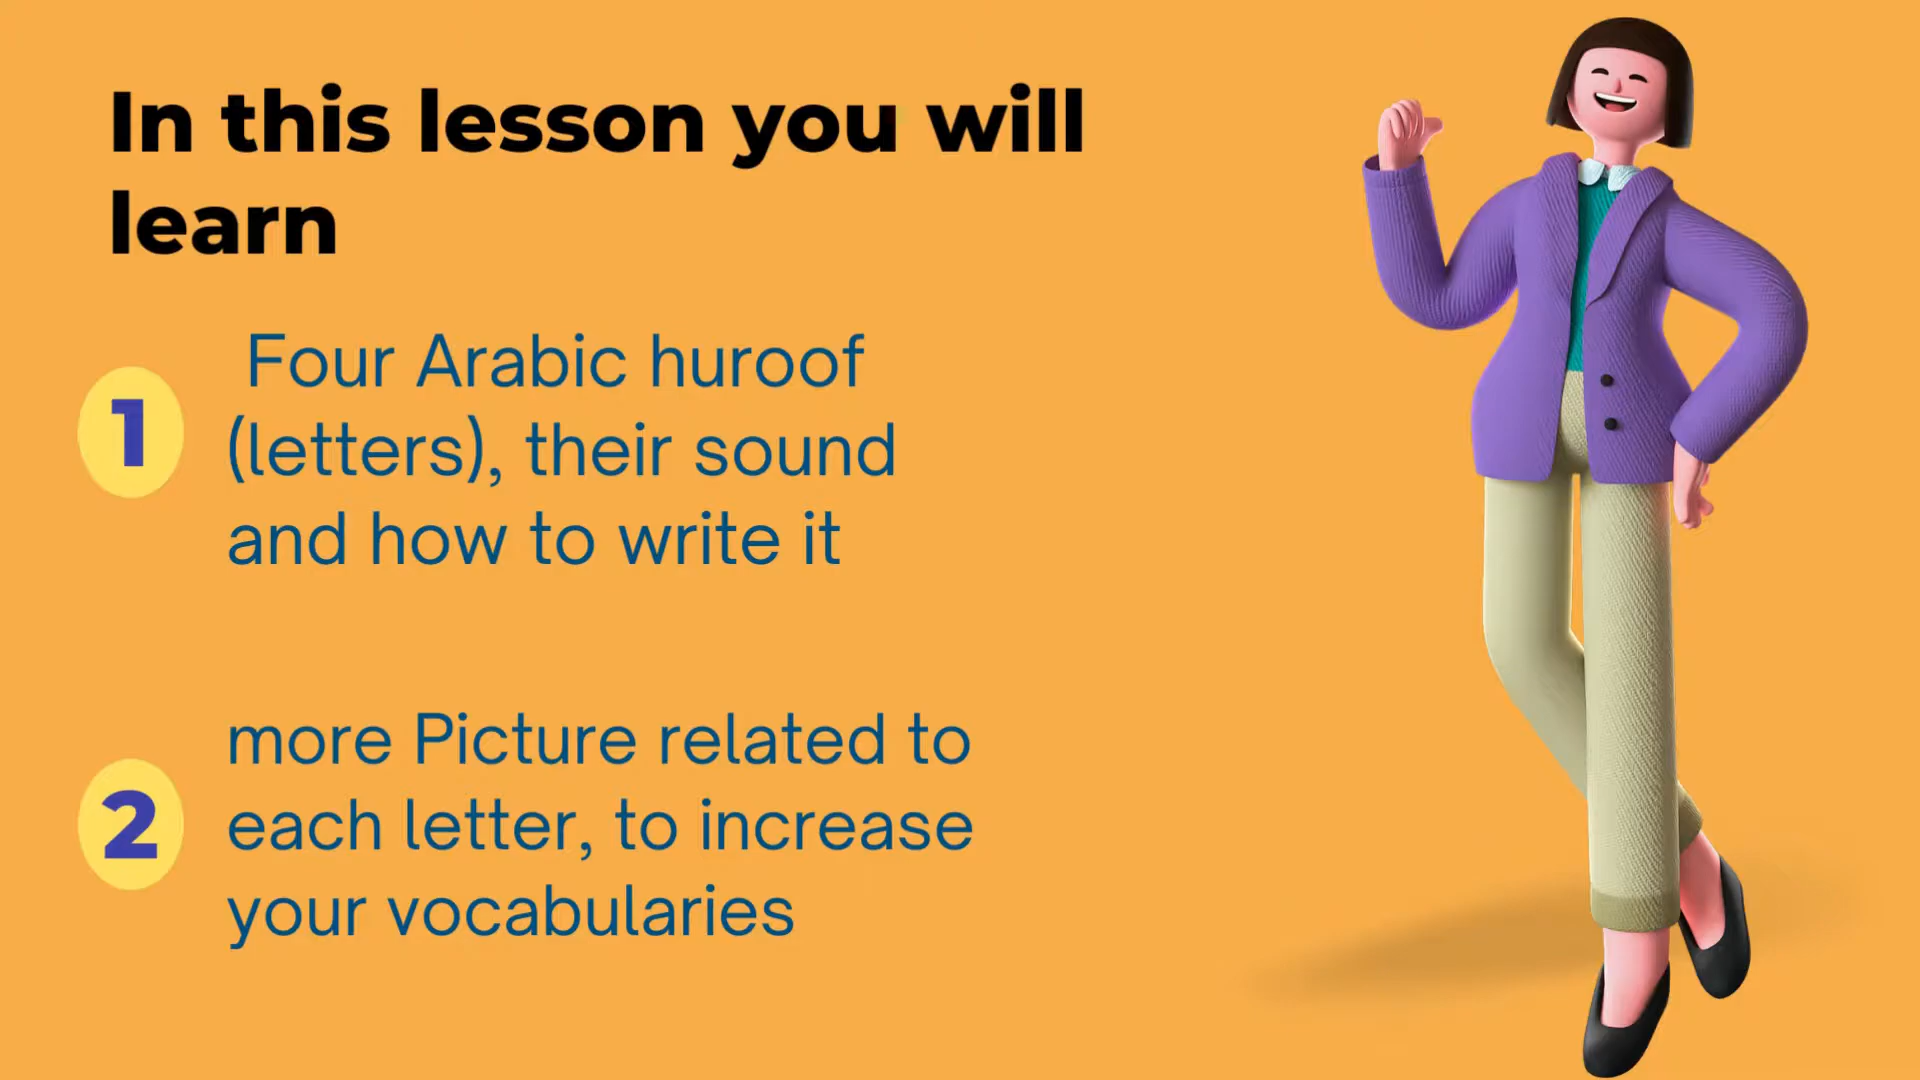 In this lesson you will
learn
1
Four Arabic huroof
(letters), their sound
and how to write it
2
more Picture related to
each letter, to increase
your vocabularies